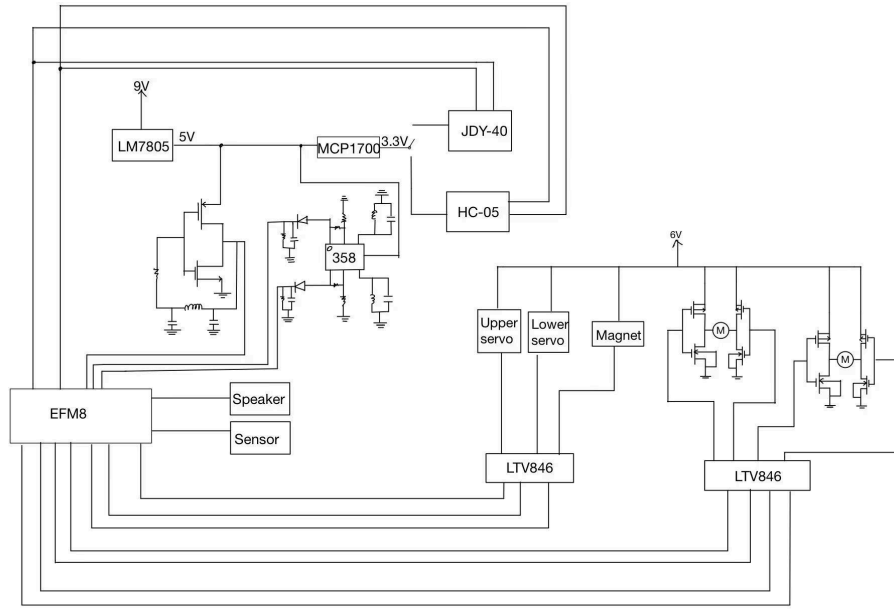 9V
JDY-40
LM7805
5V
MCP1700
3.3V
HC-05
358
6V
Upper
servo
Lower
servo
Magnet
M
M
EFM8
Speaker
Sensor
LTV846
LTV846